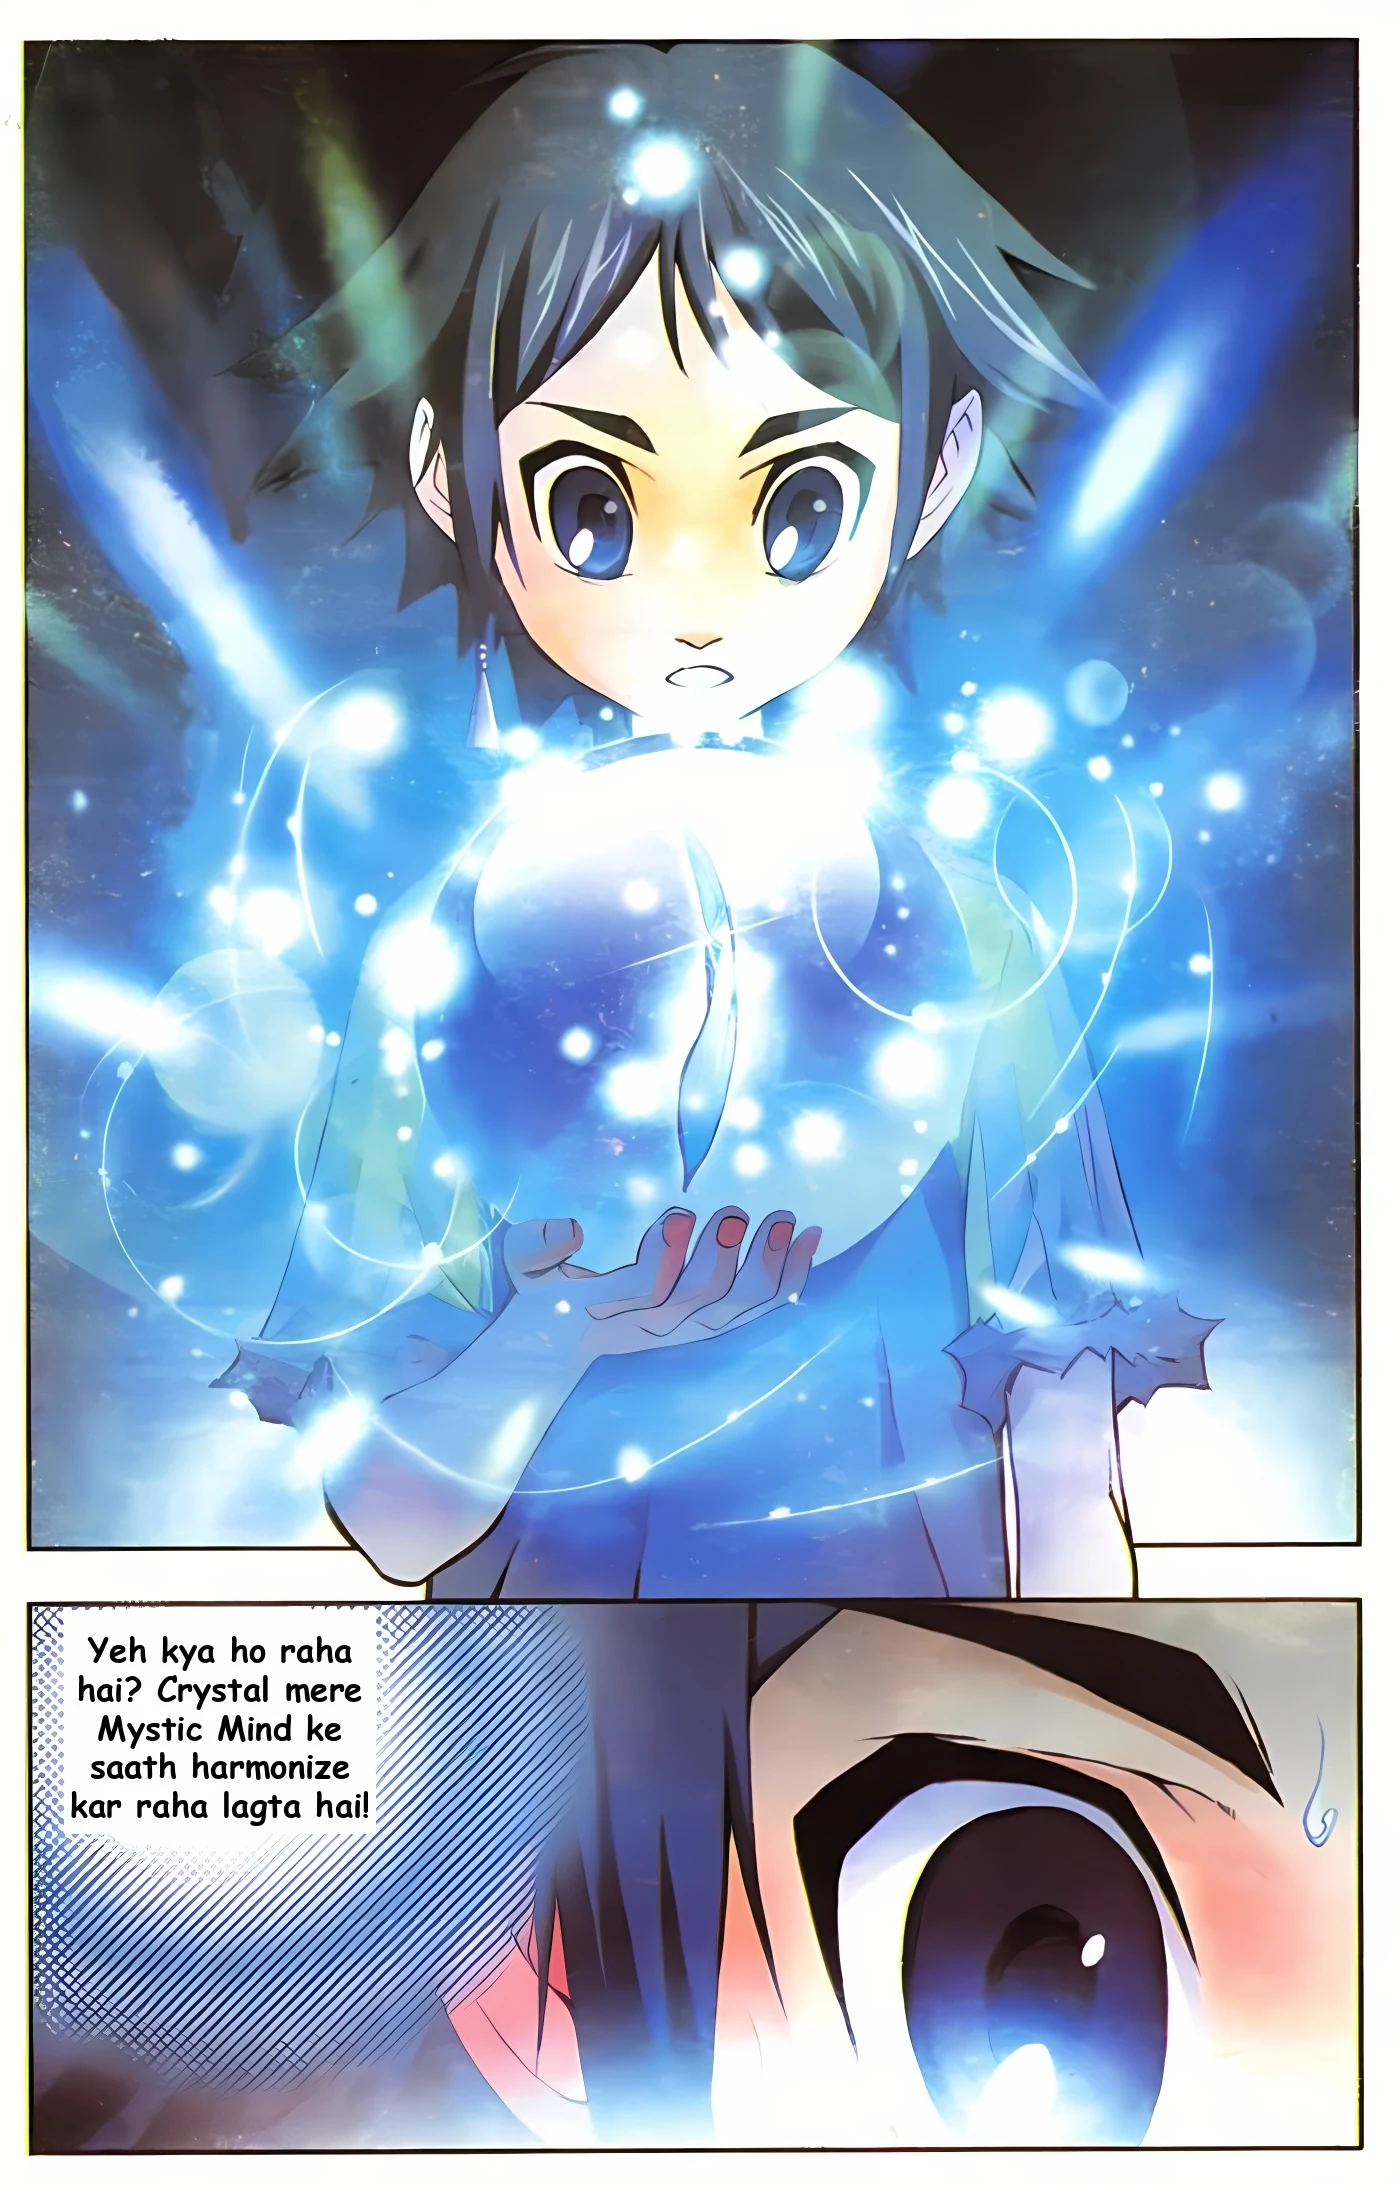 Yeh kya ho raha
hai? Crystal mere
Mystic Mind ke
saath harmonize
kar raha lagta hai!